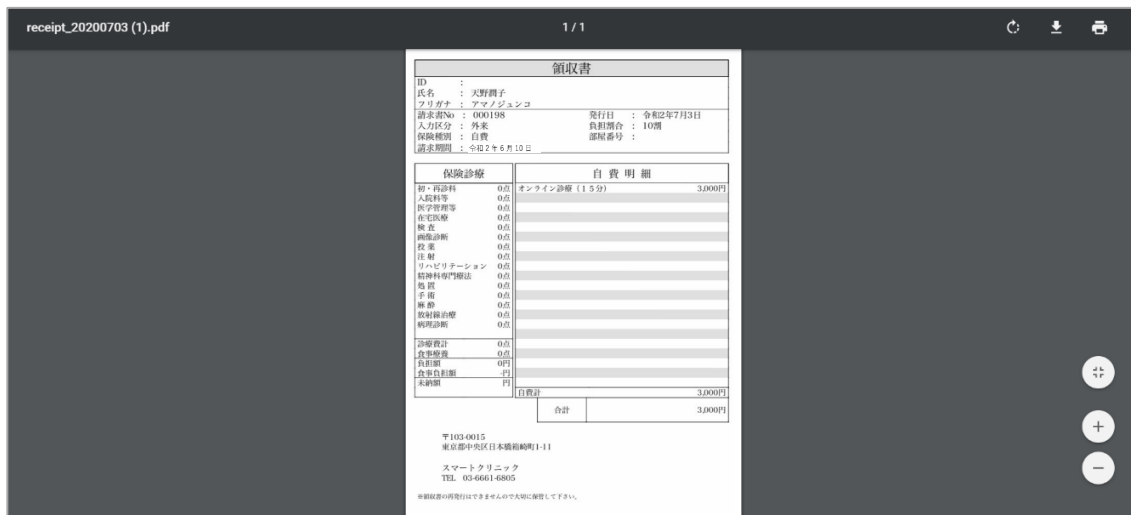 receipt_20200703 (1).pdf
1 / 1
領収書
ID :
氏名 : 天野潤子
フリガナ : アマノジュンコ
請求書No : 000198 発行日 : 令和2年7月3日
入力区分 : 外来 負担割合 : 10割
保険種別 : 自費 部屋番号 :
請求期間 : 令和2年6月10日
保険診療 自費明細
初・再診料 0点 オンライン診療(15分) 3,000円
入院料等 0点
医学管理等 0点
在宅医療 0点
検査 0点
画像診断 0点
投薬 0点
注射 0点
リハビリテーション 0点
精神科専門療法 0点
処置 0点
手術 0点
麻酔 0点
放射線治療 0点
病理診断 0点
診療費計 0点
食事療養 0点
負担額 0円
食事負担額 -円
未納額 円
自費計 3,000円
合計 3,000円
〒103-0015
東京都中央区日本橋箱崎町1-11
スマートクリニック
TEL 03-6661-6805
※領収書の再発行はできませんので大切に保管して下さい。